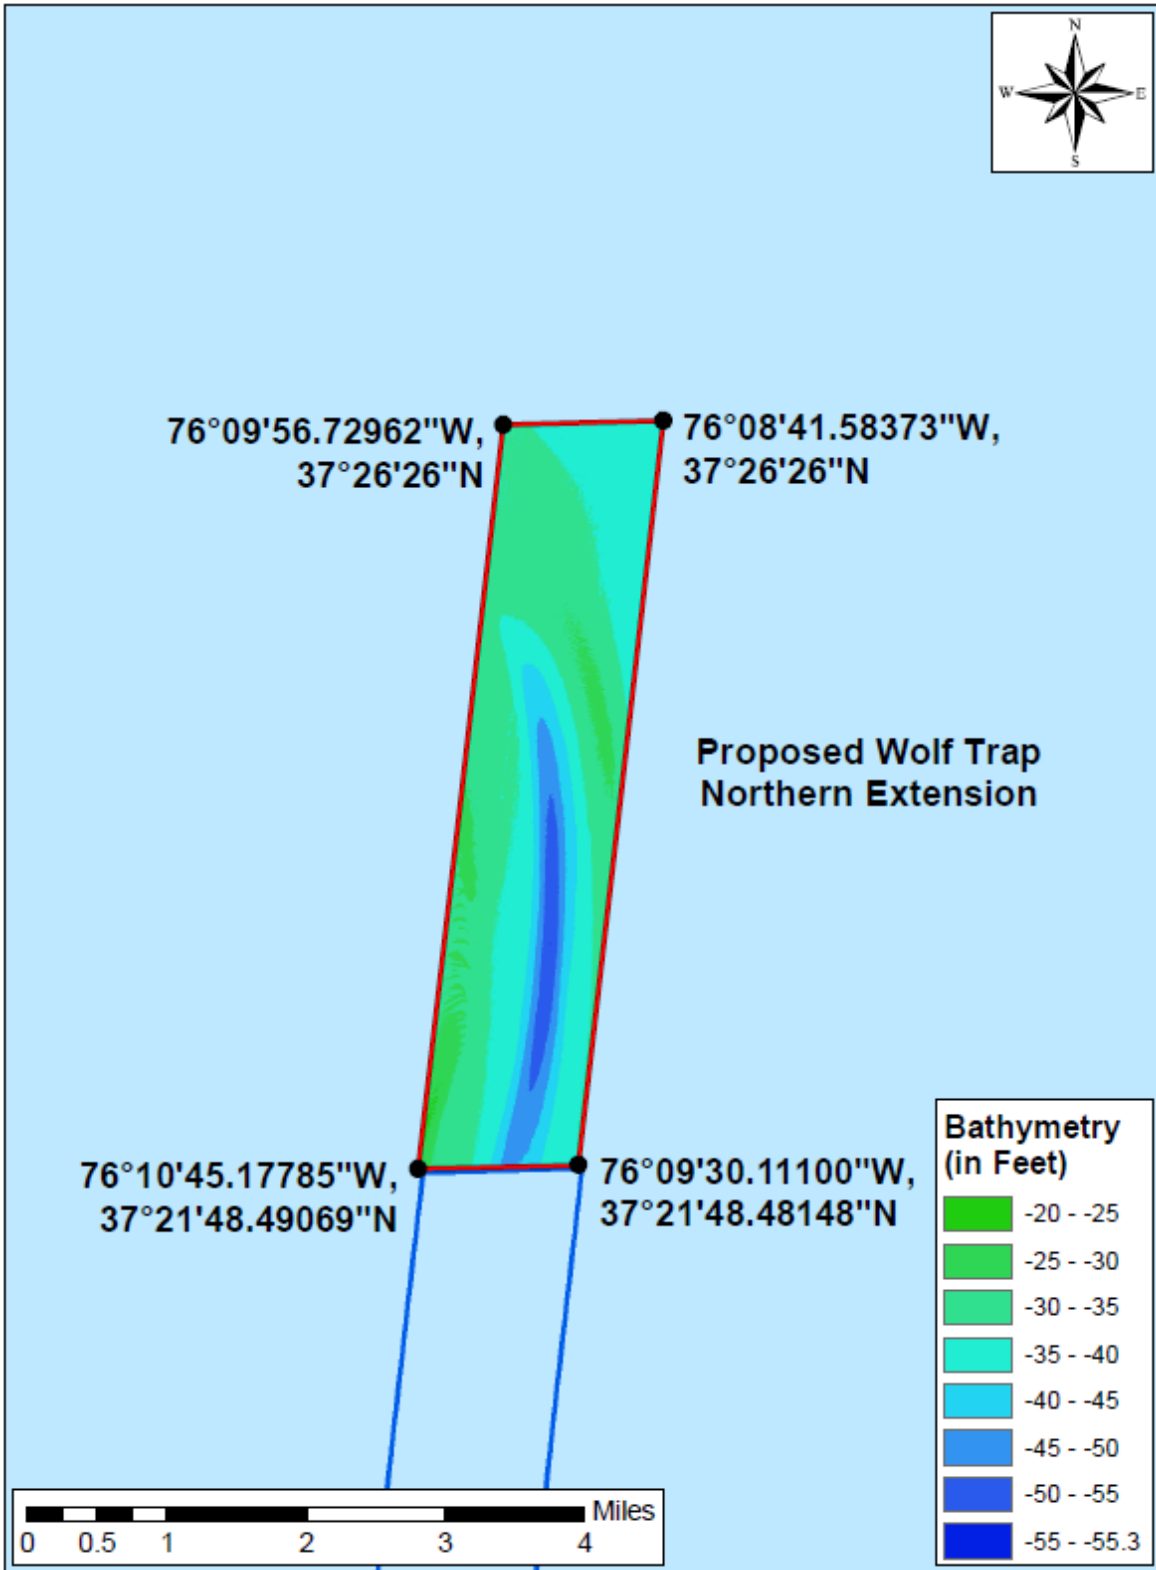 N
W E
S
76°09'56.72962"W,
37°26'26"N
76°08'41.58373"W,
37°26'26"N
Proposed Wolf Trap
Northern Extension
76°10'45.17785"W,
37°21'48.49069"N
76°09'30.11100"W,
37°21'48.48148"N
Bathymetry
(in Feet)
-20 - -25
-25 - -30
-30 - -35
-35 - -40
-40 - -45
-45 - -50
-50 - -55
-55 - -55.3
Miles
0 0.5 1 2 3 4